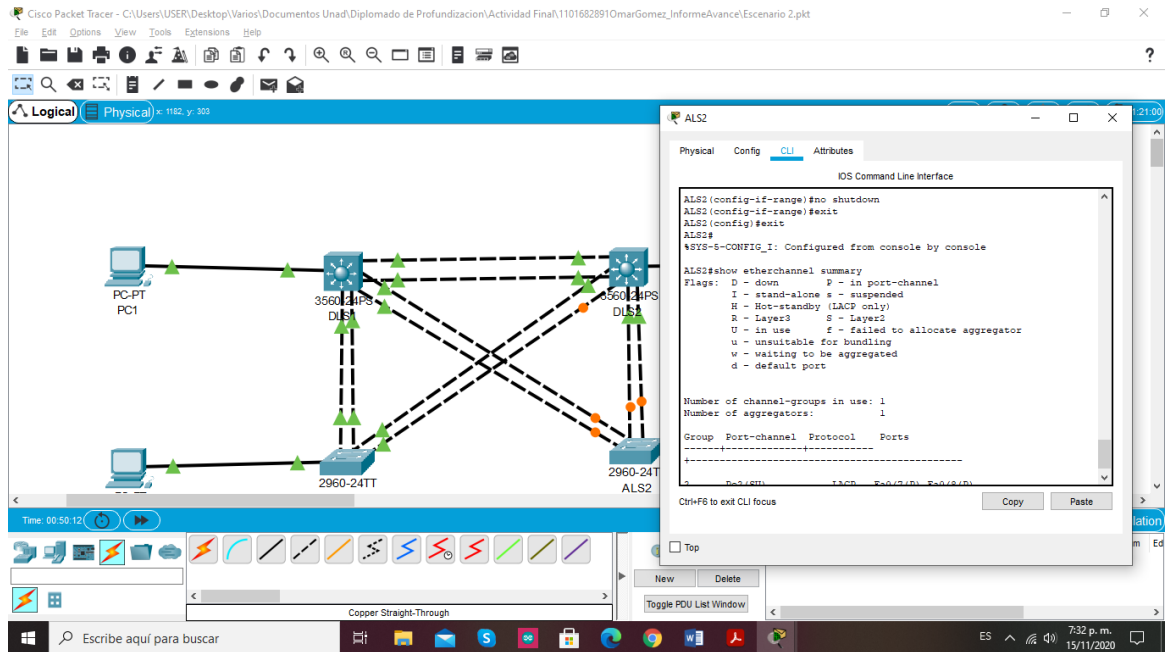 Cisco Packet Tracer - C:\Users\USER\Desktop\Varios\Documentos Unad\Diplomado de Profundizacion\Actividad Final\1101682891OmarGomez_InformeAvance\Escenario 2.pkt
File Edit Options View Tools Extensions Help
?
Logical Physical x: 1182, y: 303
1:21:00
PC-PT
PC1
3560-24PS
DLS1
3560-24PS
DLS2
2960-24TT
2960-24TT
ALS2
ALS2
Physical Config CLI Attributes
IOS Command Line Interface
ALS2(config-if-range)#no shutdown
ALS2(config-if-range)#exit
ALS2(config)#exit
ALS2#
%SYS-5-CONFIG_I: Configured from console by console
ALS2#show etherchannel summary
Flags: D - down P - in port-channel
I - stand-alone s - suspended
H - Hot-standby (LACP only)
R - Layer3 S - Layer2
U - in use f - failed to allocate aggregator
u - unsuitable for bundling
w - waiting to be aggregated
d - default port
Number of channel-groups in use: 1
Number of aggregators: 1
Group Port-channel Protocol Ports
------+-------------+-----------
+----------------------------------------------
Ctrl+F6 to exit CLI focus
Copy Paste
Top
Time: 00:50:12
lation
m Ed
New Delete
Toggle PDU List Window
Copper Straight-Through
Escribe aquí para buscar
ES
7:32 p. m.
15/11/2020